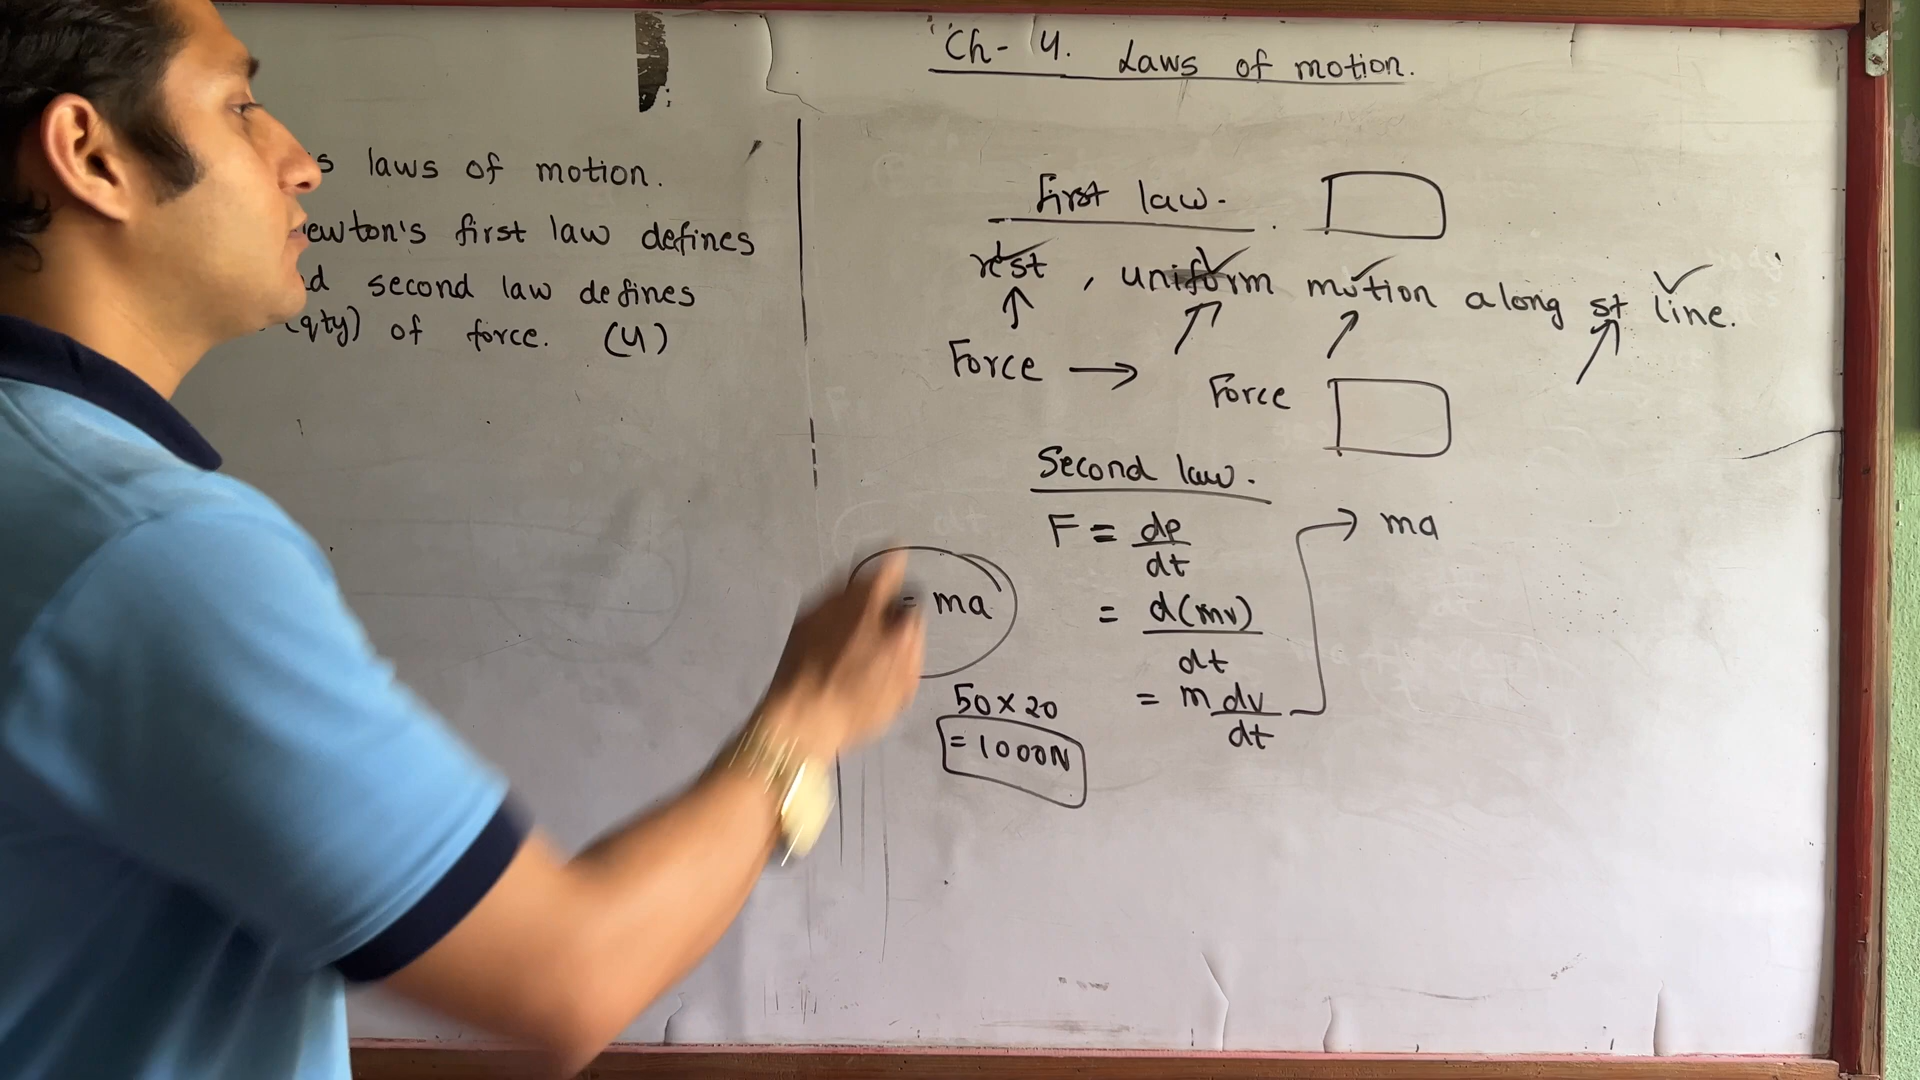 Ch- 4. Laws of motion.
s laws of motion.
ewton's first law defines
d second law defines
(qty) of force. (4)
First law.
rest, uniform motion along st line.
Force →
Force
Second law.
F = dp/dt → ma
= d(mv)/dt
= m dv/dt
= ma
50 × 20
= 1000N